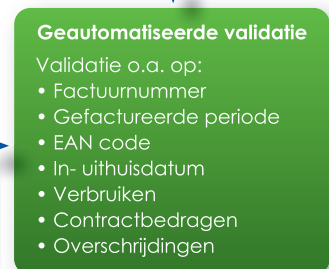 Geautomatiseerde validatie
Validatie o.a. op:
• Factuurnummer
• Gefactureerde periode
• EAN code
• In- uithuisdatum
• Verbruiken
• Contractbedragen
• Overschrijdingen